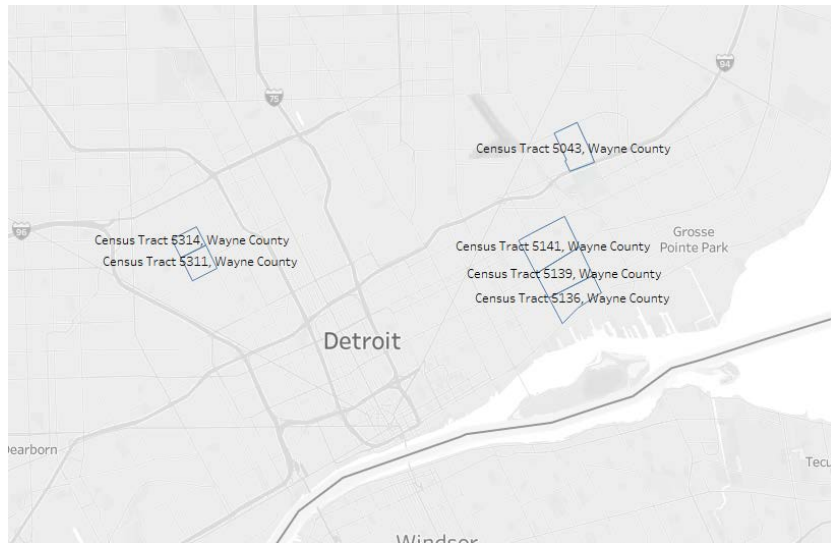 94
75
Census Tract 5043, Wayne County
96
Census Tract 5314, Wayne County
Census Tract 5311, Wayne County
Grosse
Pointe Park
Census Tract 5141, Wayne County
Census Tract 5139, Wayne County
Census Tract 5136, Wayne County
Detroit
Dearborn
Tecu
Windsor